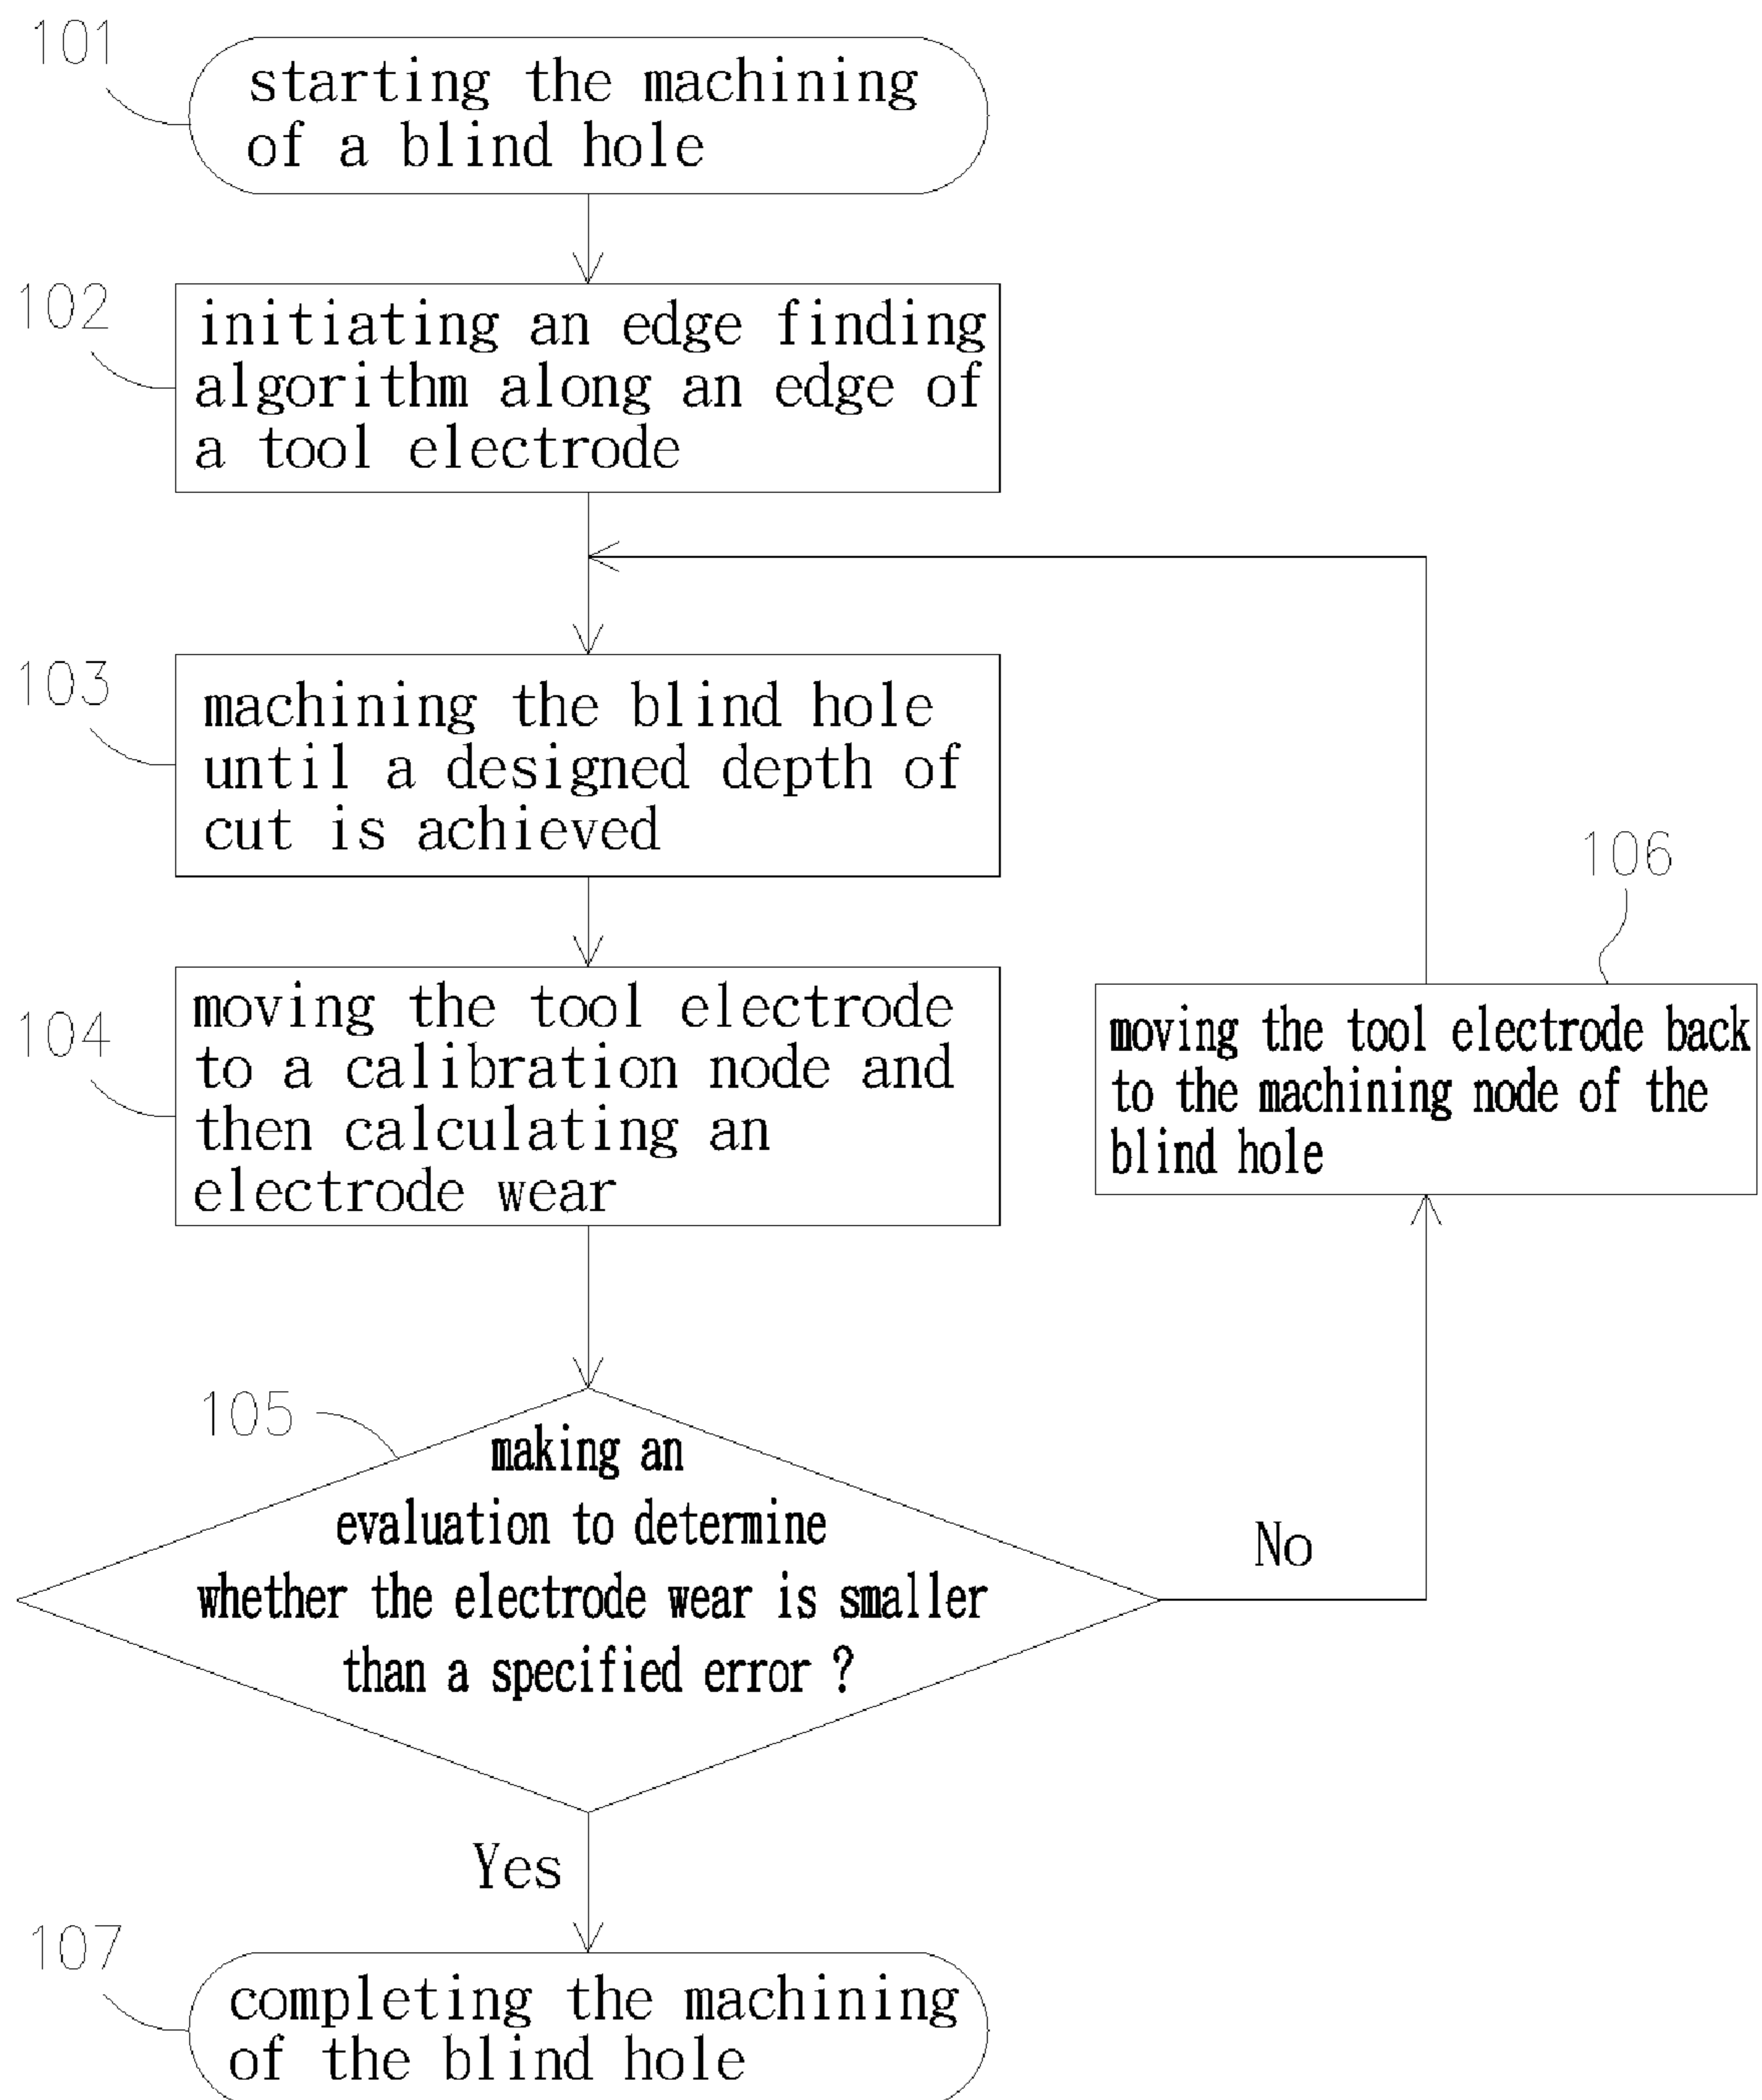 101
starting the machining
of a blind hole
102
initiating an edge finding
algorithm along an edge of
a tool electrode
103
machining the blind hole
until a designed depth of
cut is achieved
104
moving the tool electrode
to a calibration node and
then calculating an
electrode wear
106
moving the tool electrode back
to the machining node of the
blind hole
105
making an
evaluation to determine
whether the electrode wear is smaller
than a specified error ?
No
Yes
107
completing the machining
of the blind hole